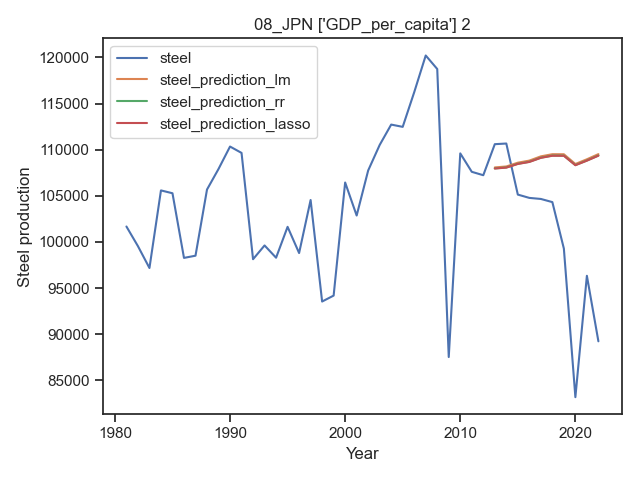 08_JPN ['GDP_per_capita'] 2
steel
steel_prediction_lm
steel_prediction_rr
steel_prediction_lasso
120000
115000
110000
105000
100000
95000
90000
85000
Steel production
1980
1990
2000
2010
2020
Year